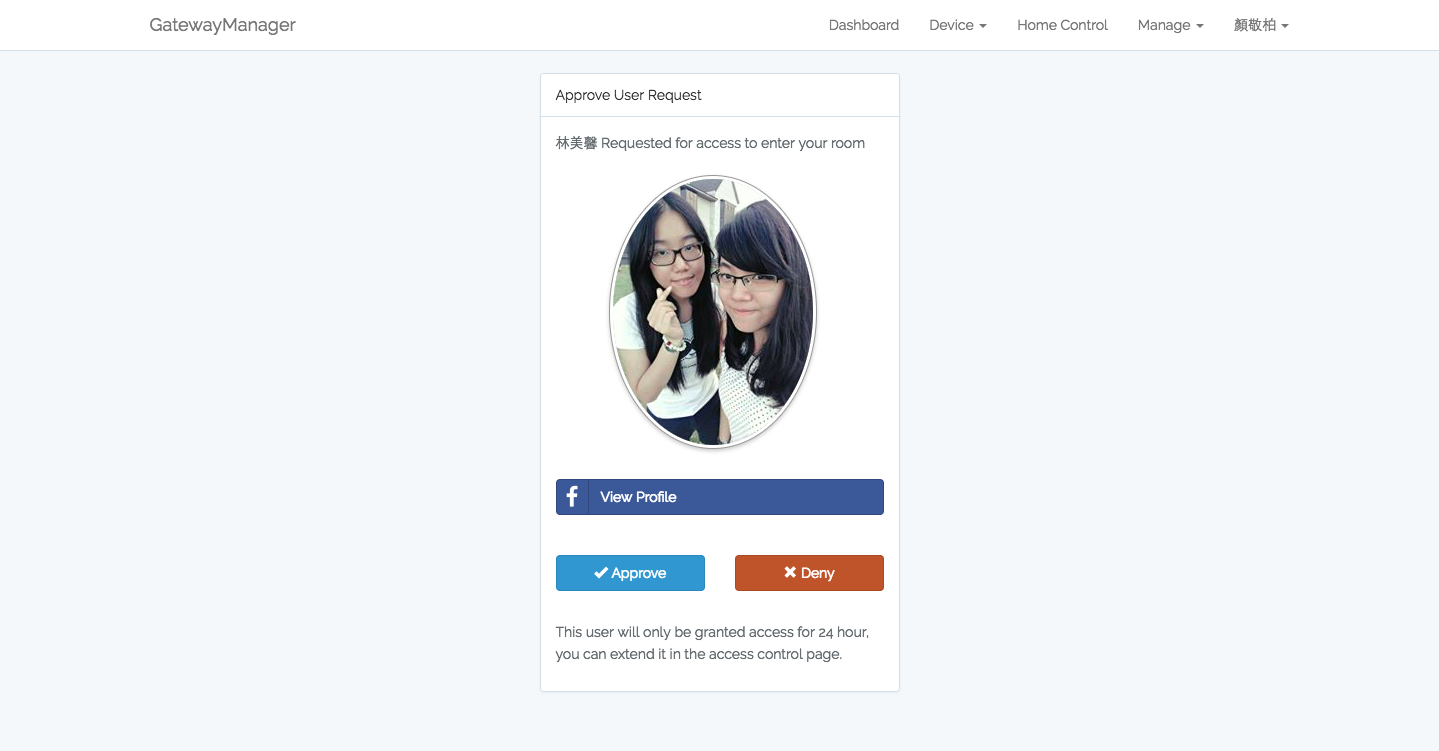 GatewayManager
Dashboard
Device
Home Control
Manage
顏敬柏
Approve User Request
林美馨 Requested for access to enter your room
View Profile
Approve
Deny
This user will only be granted access for 24 hour,
you can extend it in the access control page.